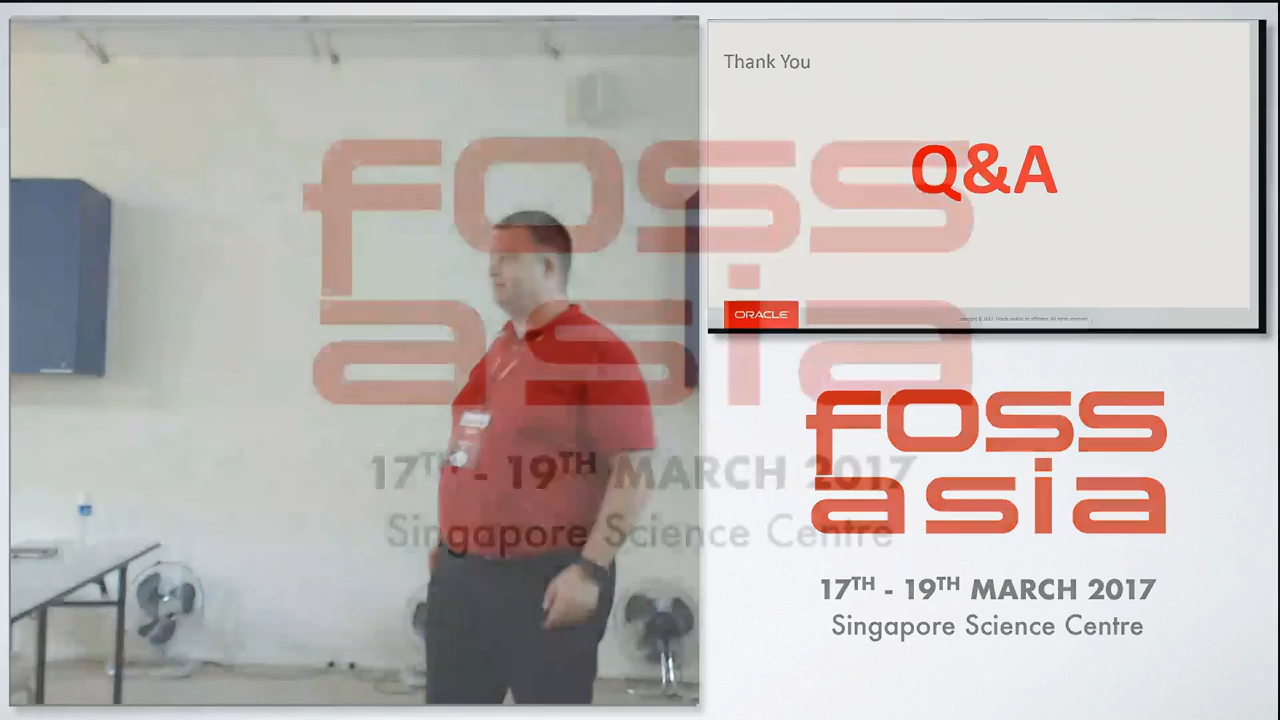 Thank You
Q&A
ORACLE
foss
asia
17TH - 19TH MARCH 2017
Singapore Science Centre
foss
asia
17TH - 19TH MARCH 2017
Singapore Science Centre